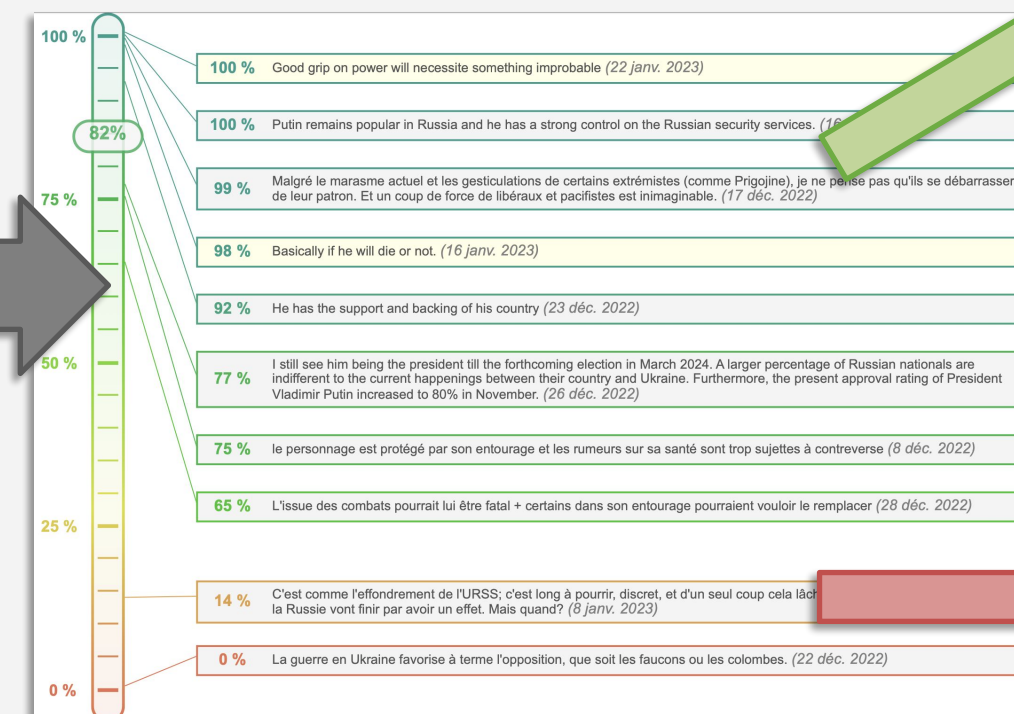 100 %
100 % Good grip on power will necessite something improbable (22 janv. 2023)
100 % Putin remains popular in Russia and he has a strong control on the Russian security services. (16
82%
99 % Malgré le marasme actuel et les gesticulations de certains extrémistes (comme Prigojine), je ne pense pas qu'ils se débarrasser
de leur patron. Et un coup de force de libéraux et pacifistes est inimaginable. (17 déc. 2022)
75 %
98 % Basically if he will die or not. (16 janv. 2023)
92 % He has the support and backing of his country (23 déc. 2022)
50 %
77 % I still see him being the president till the forthcoming election in March 2024. A larger percentage of Russian nationals are
indifferent to the current happenings between their country and Ukraine. Furthermore, the present approval rating of President
Vladimir Putin increased to 80% in November. (26 déc. 2022)
75 % le personnage est protégé par son entourage et les rumeurs sur sa santé sont trop sujettes à contreverse (8 déc. 2022)
65 % L'issue des combats pourrait lui être fatal + certains dans son entourage pourraient vouloir le remplacer (28 déc. 2022)
25 %
14 % C'est comme l'effondrement de l'URSS; c'est long à pourrir, discret, et d'un seul coup cela lâch
la Russie vont finir par avoir un effet. Mais quand? (8 janv. 2023)
0 % La guerre en Ukraine favorise à terme l'opposition, que soit les faucons ou les colombes. (22 déc. 2022)
0 %